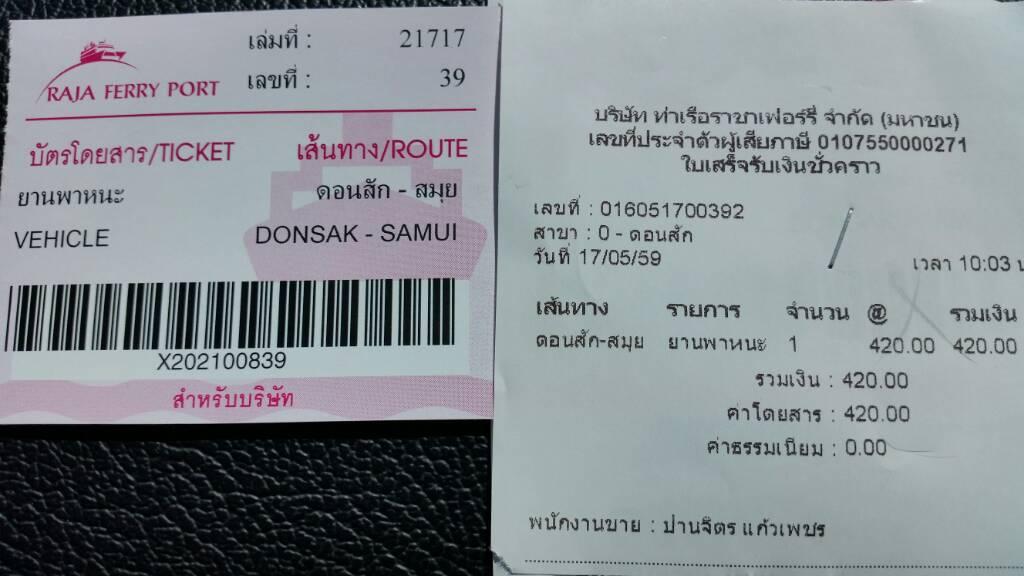 RAJA FERRY PORT
เล่มที่ : 21717
เลขที่ : 39
บัตรโดยสาร/TICKET เส้นทาง/ROUTE
ยานพาหนะ ดอนสัก - สมุย
VEHICLE DONSAK - SAMUI
X202100839
สำหรับบริษัท
บริษัท ท่าเรือราชาเฟอร์รี่ จำกัด (มหาชน)
เลขที่ประจำตัวผู้เสียภาษี 0107550000271
ใบเสร็จรับเงินชั่วคราว
เลขที่ : 016051700392
สาขา : 0 - ดอนสัก
วันที่ 17/05/59 เวลา 10:03 น
เส้นทาง รายการ จำนวน @ รวมเงิน
ดอนสัก-สมุย ยานพาหนะ 1 420.00 420.00
รวมเงิน : 420.00
ค่าโดยสาร : 420.00
ค่าธรรมเนียม : 0.00
พนักงานขาย : ปานจิตร แก้วเพชร